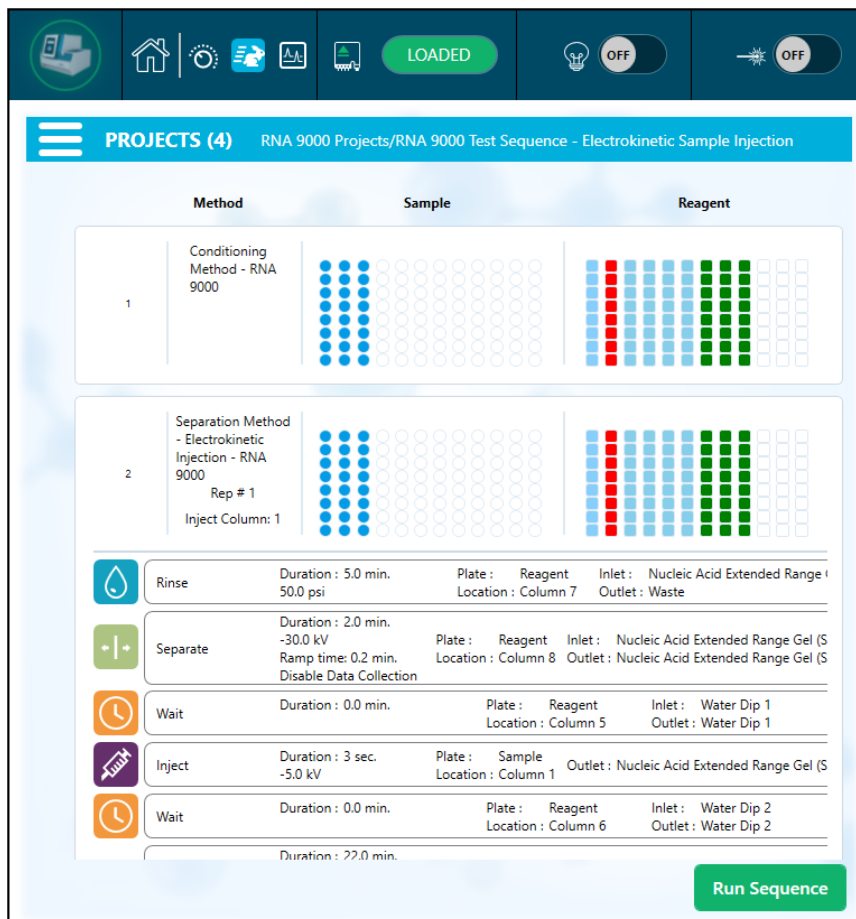 LOADED
OFF
OFF
PROJECTS (4) RNA 9000 Projects/RNA 9000 Test Sequence - Electrokinetic Sample Injection
Method Sample Reagent
1
Conditioning
Method - RNA
9000
2
Separation Method
- Electrokinetic
Injection - RNA
9000
Rep # 1
Inject Column: 1
Rinse
Duration : 5.0 min.
50.0 psi
Plate : Reagent
Location : Column 7
Inlet : Nucleic Acid Extended Range
Outlet : Waste
Separate
Duration : 2.0 min.
-30.0 kV
Ramp time: 0.2 min.
Disable Data Collection
Plate : Reagent
Location : Column 8
Inlet : Nucleic Acid Extended Range Gel (S
Outlet : Nucleic Acid Extended Range Gel (S
Wait
Duration : 0.0 min.
Plate : Reagent
Location : Column 5
Inlet : Water Dip 1
Outlet : Water Dip 1
Inject
Duration : 3 sec.
-5.0 kV
Plate : Sample
Location : Column 1
Outlet : Nucleic Acid Extended Range Gel (S
Wait
Duration : 0.0 min.
Plate : Reagent
Location : Column 6
Inlet : Water Dip 2
Outlet : Water Dip 2
Duration : 22.0 min.
Run Sequence